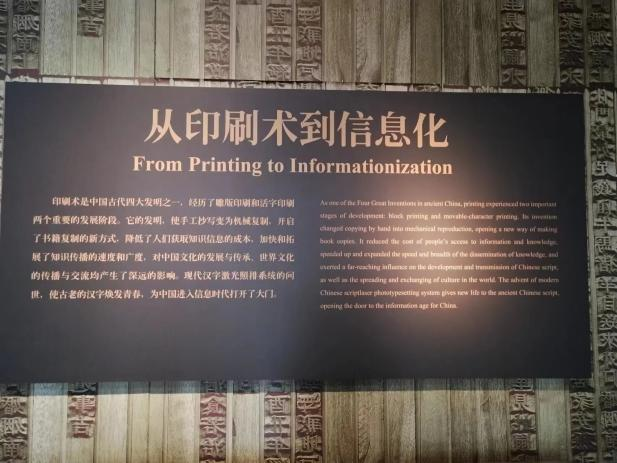 从印刷术到信息化
From Printing to Informationization
印刷术是中国古代四大发明之一，经历了雕版印刷和活字印刷
两个重要的发展阶段。它的发明，使手工抄写变为机械复制，开启
了书籍复制的新方式，降低了人们获取知识信息的成本，加快和拓
展了知识传播的速度和广度，对中国文化的发展与传承、世界文化
的传播与交流均产生了深远的影响。现代汉字激光照排系统的问
世，使古老的汉字焕发青春，为中国进入信息时代打开了大门。
As one of the Four Great Inventions in ancient China, printing experienced two important
stages of development: block printing and movable-character printing. Its invention
changed copying by hand into mechanical reproduction, opening a new way of making
book copies. It reduced the cost of people's access to information and knowledge,
speeded up and expanded the speed and breadth of the dissemination of knowledge, and
exerted a far-reaching influence on the development and transmission of Chinese script,
as well as the spreading and exchanging of culture in the world. The advent of modern
Chinese scriptlaser phototypesetting system gives new life to the ancient Chinese script,
opening the door to the information age for China.